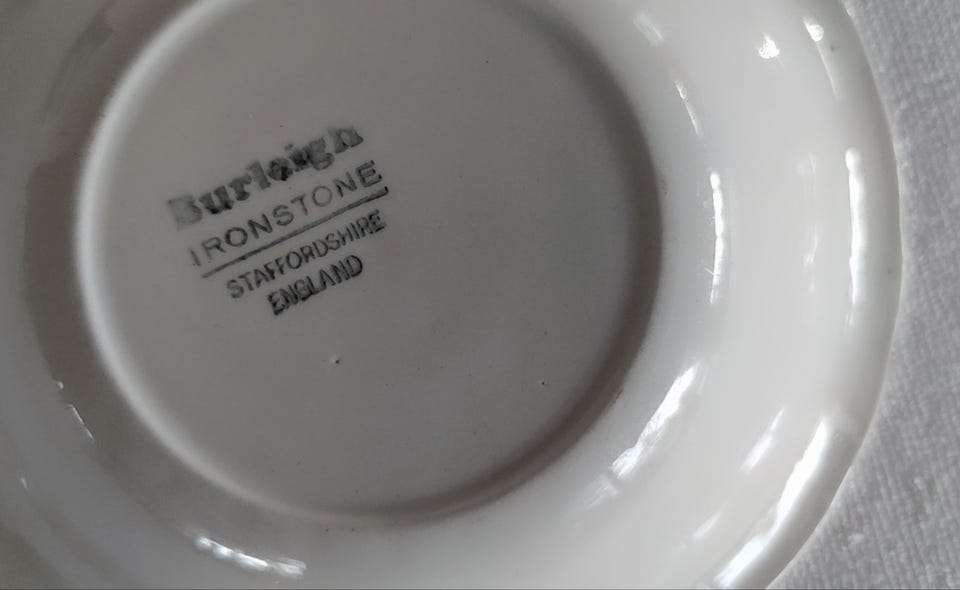 Burleigh
IRONSTONE
STAFFORDSHIRE
ENGLAND